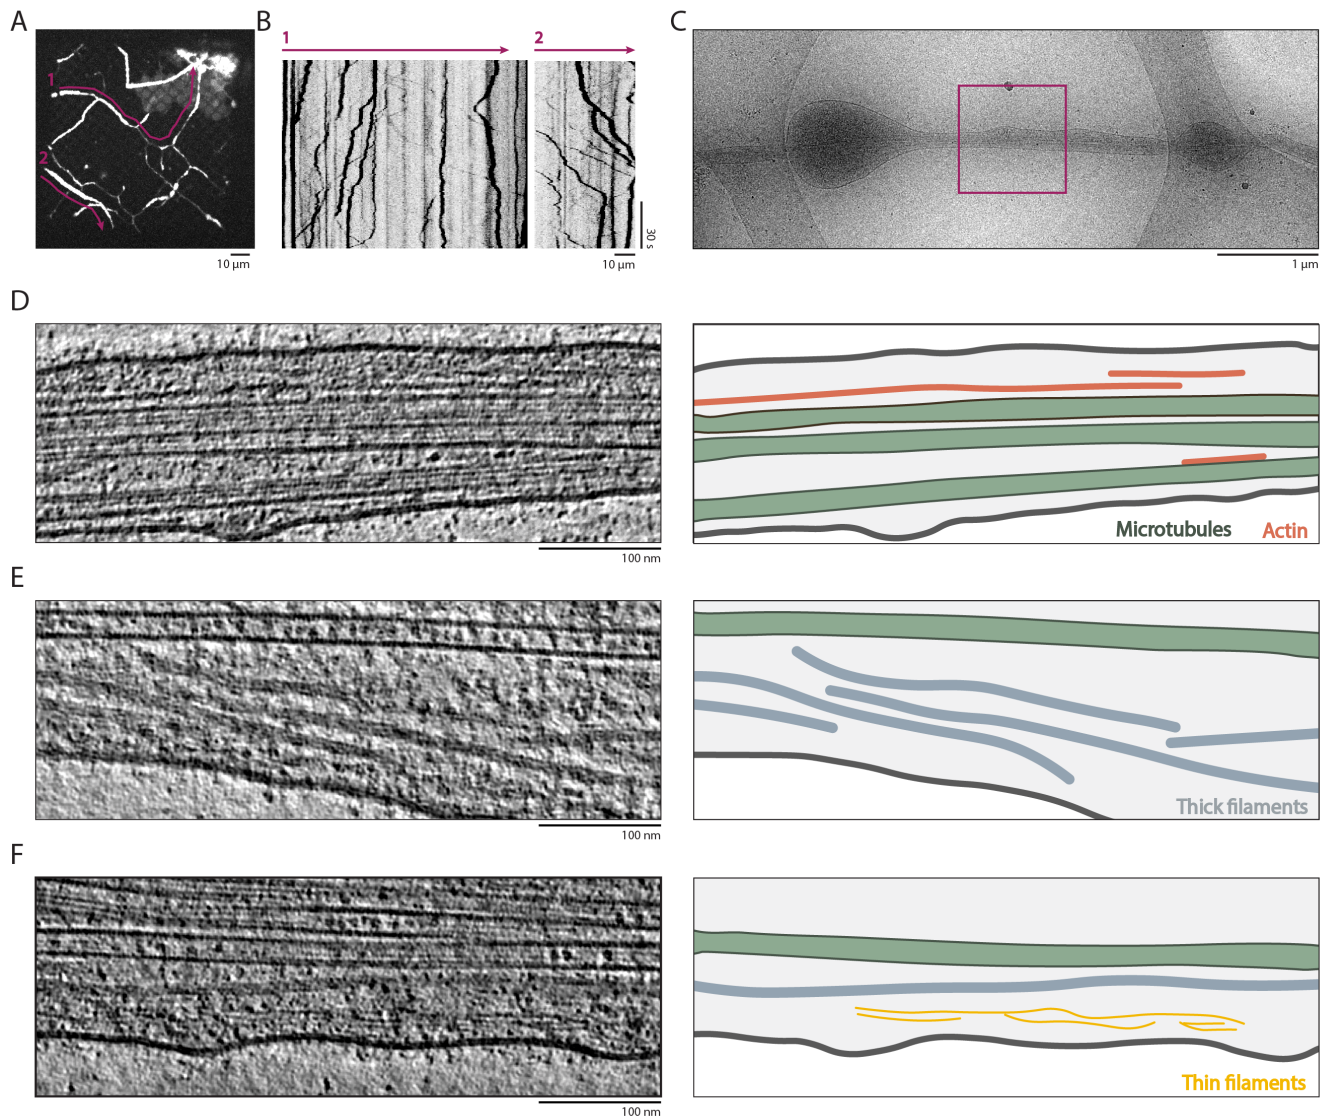 A
B
C
1
2
1
2
10 µm
10 µm
30 s
1 µm
D
Microtubules Actin
100 nm
E
Thick filaments
100 nm
F
Thin filaments
100 nm